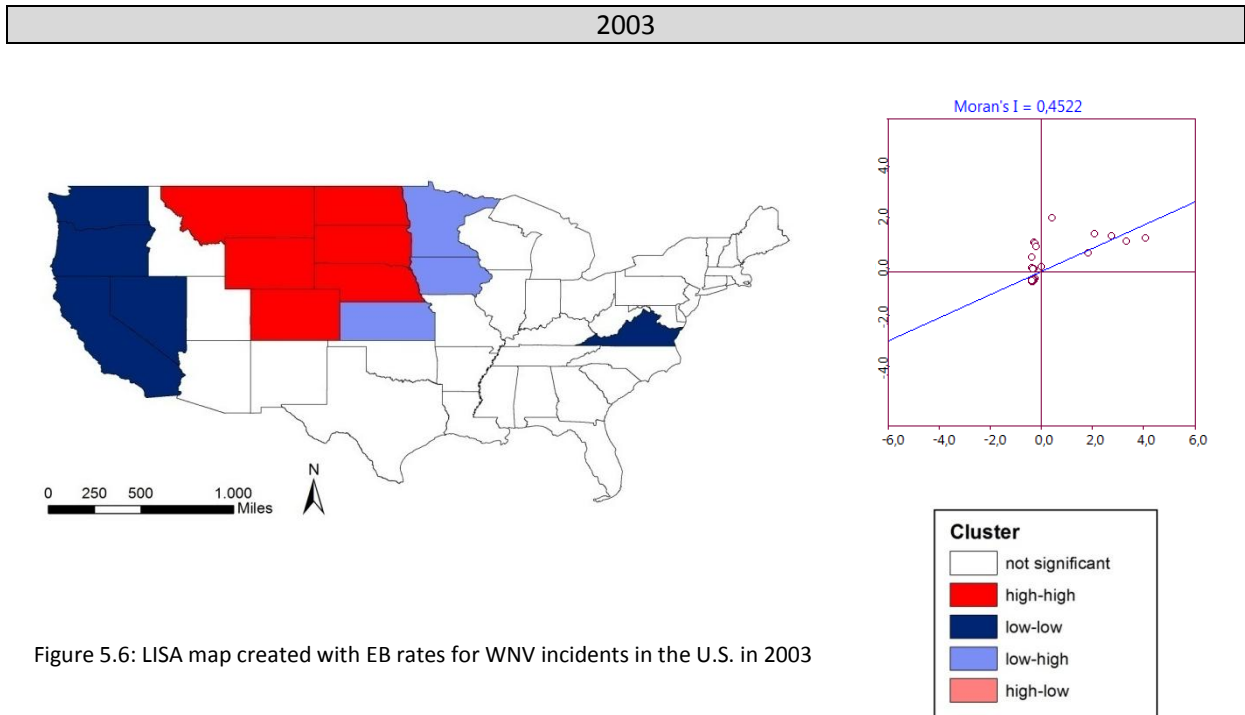 2003
Moran's I = 0,4522
4.0
2.0
0.0
-2.0
-4.0
-6,0 -2,0 0,0 2,0 4,0 6,0
N
0 250 500 1.000
Miles
Cluster
not significant
high-high
low-low
low-high
high-low
Figure 5.6: LISA map created with EB rates for WNV incidents in the U.S. in 2003